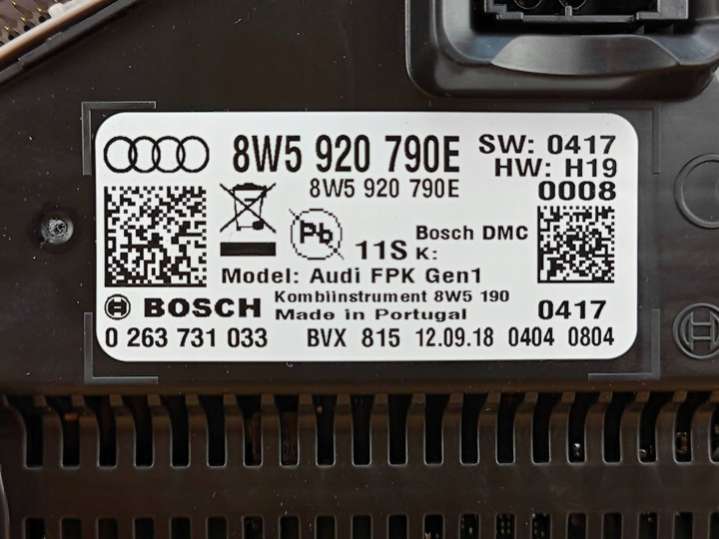 8W5 920 790E SW: 0417
HW: H19
8W5 920 790E 0008
Pb
Bosch DMC
11S K:
Model: Audi FPK Gen1
BOSCH Kombiinstrument 8W5 190
Made in Portugal 0417
0 263 731 033 BVX 815 12.09.18 0404 0804